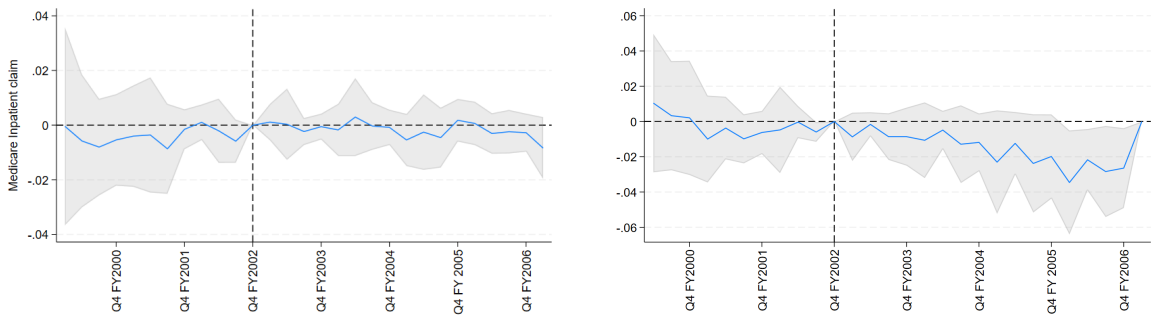 Medicare Inpatient claim
.04
.02
0
-.02
-.04
Q4 FY2000
Q4 FY2001
Q4 FY2002
Q4 FY2003
Q4 FY2004
Q4 FY 2005
Q4 FY2006
.06
.04
.02
0
-.02
-.04
-.06
Q4 FY2000
Q4 FY2001
Q4 FY2002
Q4 FY2003
Q4 FY2004
Q4 FY 2005
Q4 FY2006